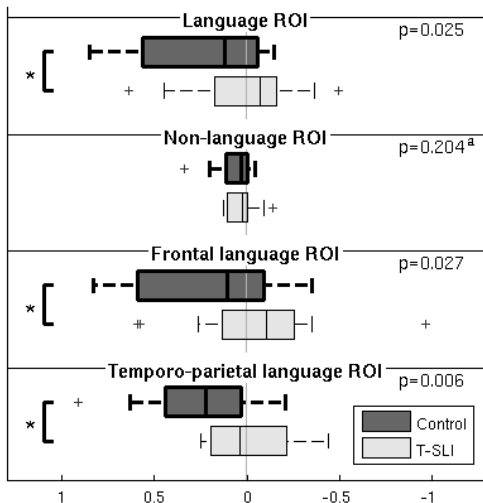 Language ROI
p=0.025
*
Non-language ROI
p=0.204ª
Frontal language ROI
p=0.027
*
Temporo-parietal language ROI
p=0.006
*
Control
T-SLI
1 0.5 0 -0.5 -1